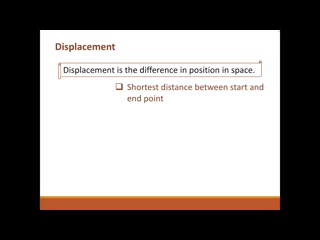 Displacement
Displacement is the difference in position in space.
Shortest distance between start and
end point